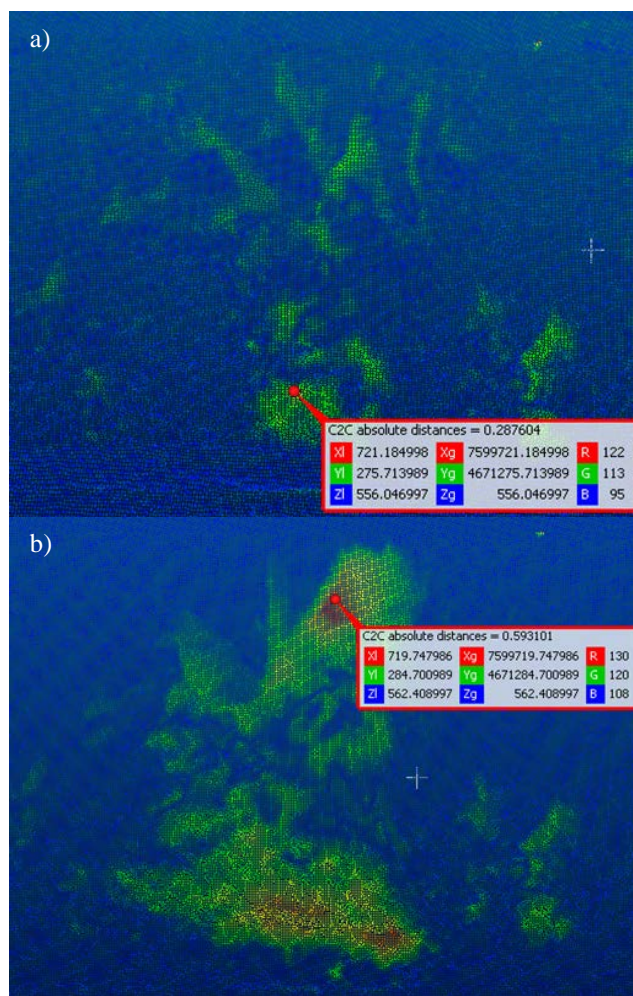 a)
C2C absolute distances = 0.287604
Xl 721.184998 Xg 7599721.184998 R 122
Yl 275.713989 Yg 4671275.713989 G 113
Zl 556.046997 Zg 556.046997 B 95
b)
C2C absolute distances = 0.593101
Xl 719.747986 Xg 7599719.747986 R 130
Yl 284.700989 Yg 4671284.700989 G 120
Zl 562.408997 Zg 562.408997 B 108